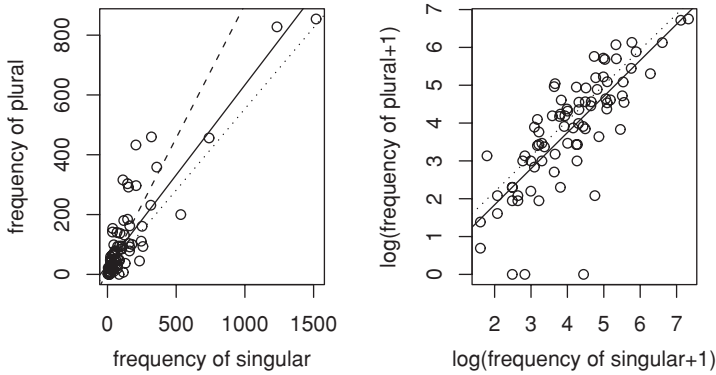 frequency of plural
800
600
400
200
0
0 500 1000 1500
frequency of singular
log(frequency of plural+1)
7
6
5
4
3
2
1
0
2 3 4 5 6 7
log(frequency of singular+1)